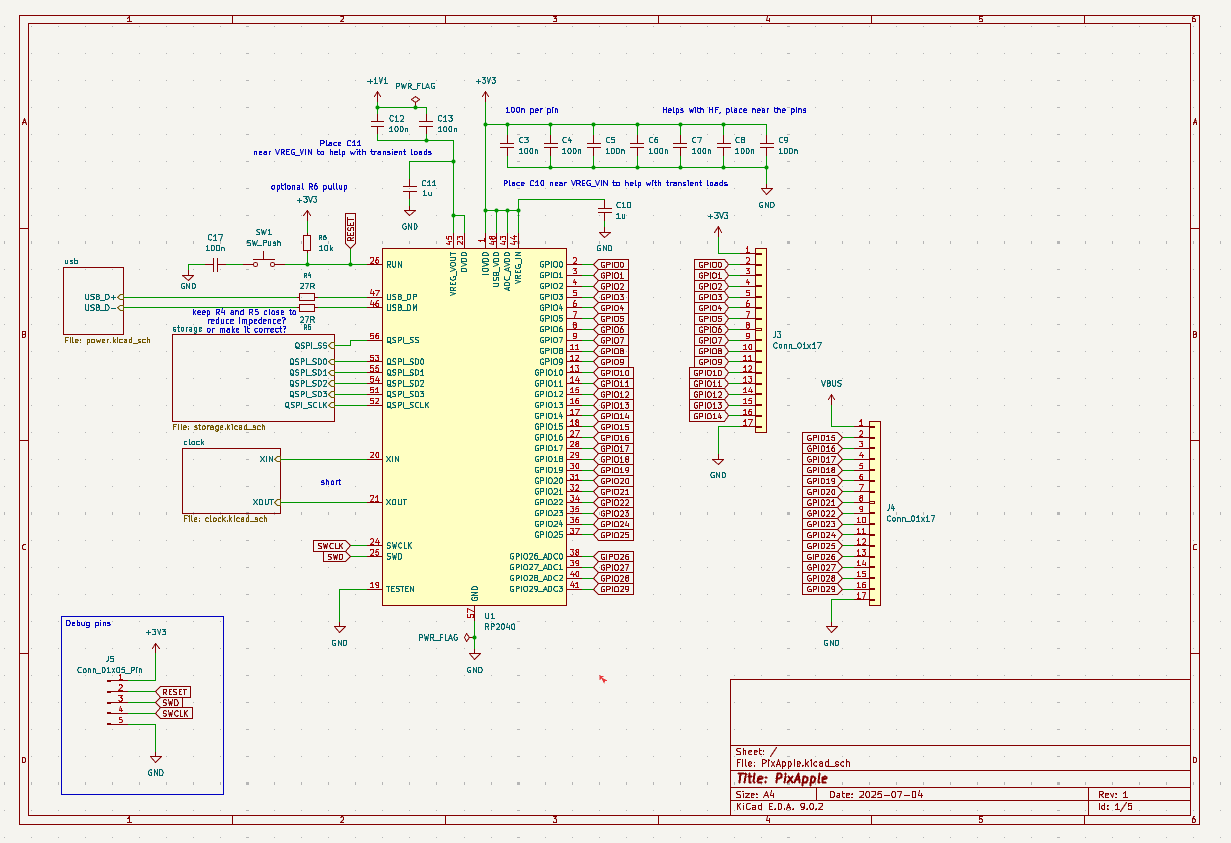 1 2 3 4 5 6
A
B
C
D
+1V1
PWR_FLAG
+3V3
C12
100n
C13
100n
100n per pin
Helps with HF, place near the pins
C3
100n
C4
100n
C5
100n
C6
100n
C7
100n
C8
100n
C9
100n
GND
Place C11
near VREG_VIN to help with transient loads
C11
1u
GND
Place C10 near VREG_VIN to help with transient loads
C10
1u
GND
optional R6 pullup
+3V3
R6
10k
RESET
SW1
SW_Push
C17
100n
GND
usb
USB_D+
USB_D-
File: power.kicad_sch
R4
27R
keep R4 and R5 close to
reduce impedence?
or make it correct?
27R
storage
QSPI_SS
QSPI_SD0
QSPI_SD1
QSPI_SD2
QSPI_SD3
QSPI_SCLK
File: storage.kicad_sch
clock
XIN
XOUT
File: clock.kicad_sch
short
SWCLK
SWD
GND
45 VREG_VOUT
23 DVDD
1 IOVDD
48 USB_VDD
43 ADC_AVDD
44 VREG_IN
26 RUN
47 USB_DP
46 USB_DM
56 QSPI_SS
53 QSPI_SD0
55 QSPI_SD1
54 QSPI_SD2
51 QSPI_SD3
52 QSPI_SCLK
20 XIN
21 XOUT
24 SWCLK
25 SWD
19 TESTEN
GPIO0 2 GPIO0
GPIO1 3 GPIO1
GPIO2 4 GPIO2
GPIO3 5 GPIO3
GPIO4 6 GPIO4
GPIO5 7 GPIO5
GPIO6 8 GPIO6
GPIO7 9 GPIO7
GPIO8 11 GPIO8
GPIO9 12 GPIO9
GPIO10 13 GPIO10
GPIO11 14 GPIO11
GPIO12 15 GPIO12
GPIO13 16 GPIO13
GPIO14 17 GPIO14
GPIO15 18 GPIO15
GPIO16 27 GPIO16
GPIO17 28 GPIO17
GPIO18 29 GPIO18
GPIO19 30 GPIO19
GPIO20 31 GPIO20
GPIO21 32 GPIO21
GPIO22 34 GPIO22
GPIO23 35 GPIO23
GPIO24 36 GPIO24
GPIO25 37 GPIO25
GPIO26_ADC0 38 GIPO26
GPIO27_ADC1 39 GPIO27
GPIO28_ADC2 40 GPIO28
GPIO29_ADC3 41 GPIO29
GND
57
U1
RP2040
PWR_FLAG
GND
+3V3
1
GPIO0 2
GPIO1 3
GPIO2 4
GPIO3 5
GPIO4 6
GPIO5 7
GPIO6 8
GPIO7 9
GPIO8 10
GPIO9 11
GPIO10 12
GPIO11 13
GPIO12 14
GPIO13 15
GPIO14 16
17
J3
Conn_01x17
GND
VBUS
1
GPIO15 2
GPIO16 3
GPIO17 4
GPIO18 5
GPIO19 6
GPIO20 7
GPIO21 8
GPIO22 9
GPIO23 10
GPIO24 11
GPIO25 12
GIPO26 13
GPIO27 14
GPIO28 15
GPIO29 16
17
J4
Conn_01x17
GND
Debug pins
+3V3
J5
Conn_01x05_Pin
1
2 RESET
3 SWD
4 SWCLK
5
GND
Sheet: /
File: PixApple.kicad_sch
Title: PixApple
Size: A4 Date: 2025-07-04 Rev: 1
KiCad E.D.A. 9.0.2 Id: 1/5
1 2 3 4 5 6